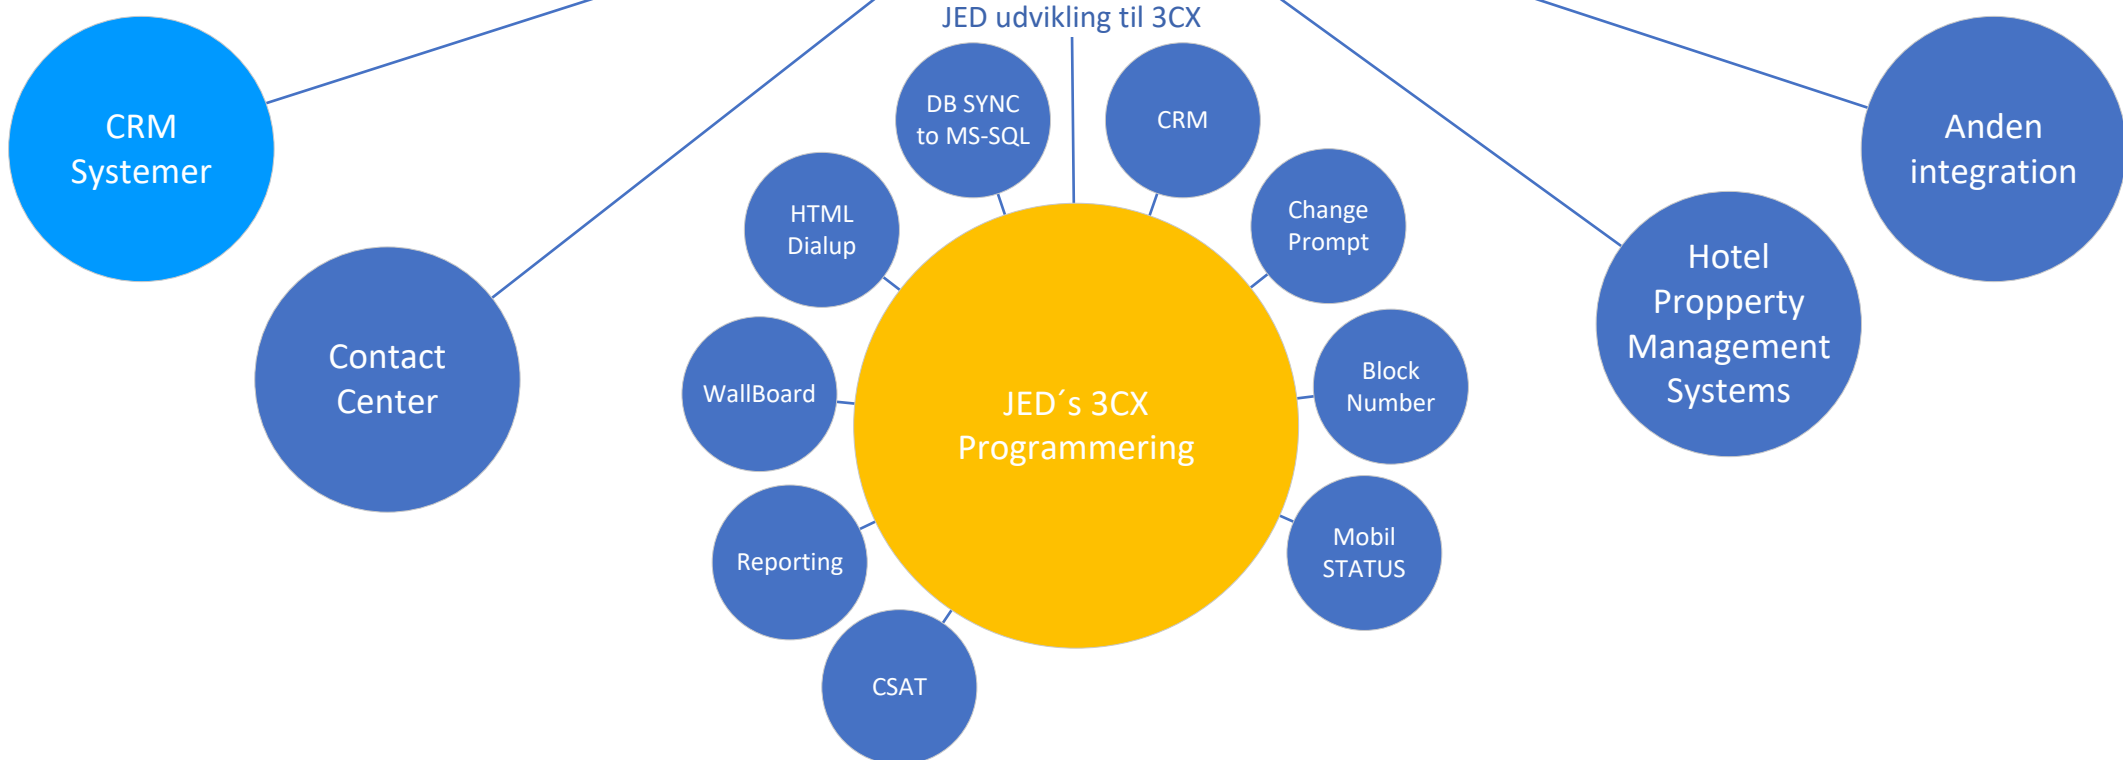 JED udvikling til 3CX
CRM
Systemer
DB SYNC
to MS-SQL
CRM
Anden
integration
HTML
Dialup
Change
Prompt
Hotel
Propperty
Management
Systems
Contact
Center
WallBoard
JED´s 3CX
Programmering
Block
Number
Reporting
Mobil
STATUS
CSAT